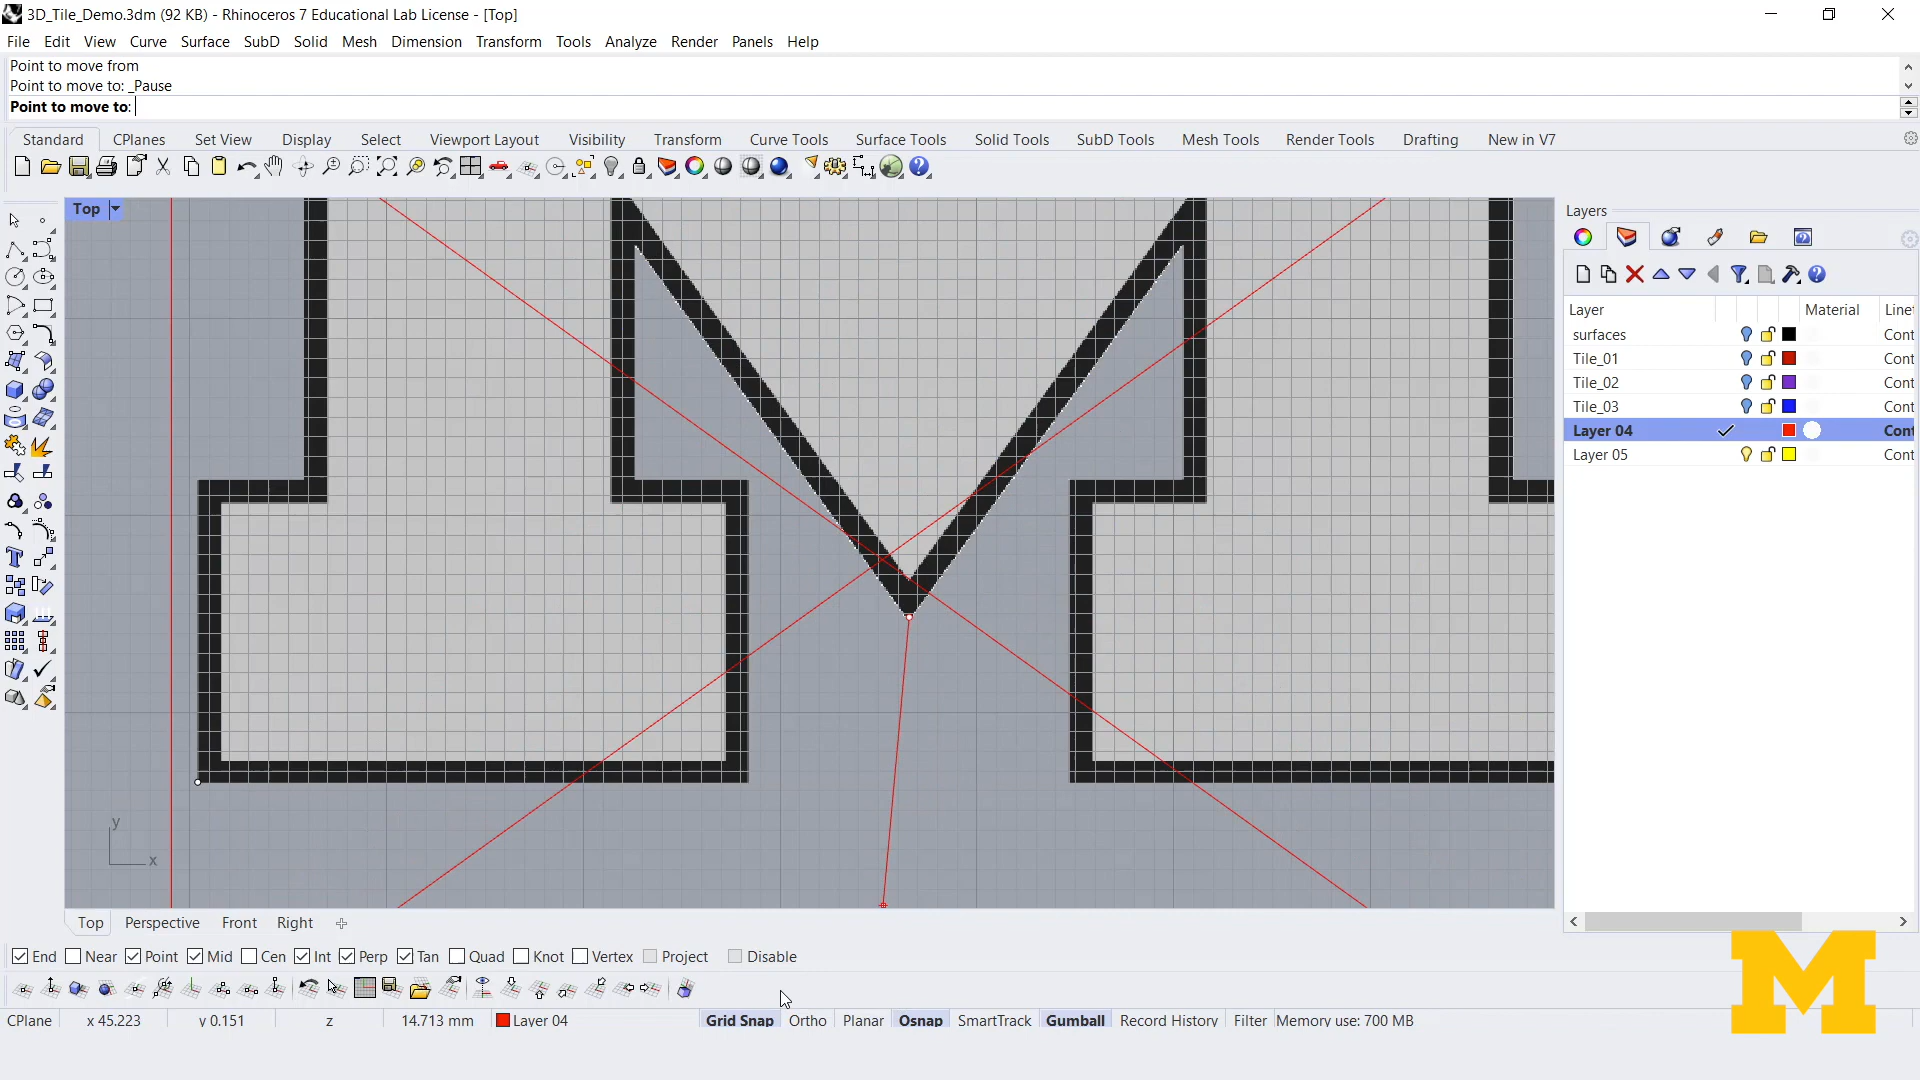 3D_Tile_Demo.3dm (92 KB) - Rhinoceros 7 Educational Lab License - [Top]
File Edit View Curve Surface SubD Solid Mesh Dimension Transform Tools Analyze Render Panels Help
Point to move from
Point to move to: _Pause
Point to move to:
Standard CPlanes Set View Display Select Viewport Layout Visibility Transform Curve Tools Surface Tools Solid Tools SubD Tools Mesh Tools Render Tools Drafting New in V7
Top
y
x
Layers
Layer Material Linet
surfaces Cont
Tile_01 Cont
Tile_02 Cont
Tile_03 Cont
Layer 04 Cont
Layer 05 Cont
Top Perspective Front Right
End Near Point Mid Cen Int Perp Tan Quad Knot Vertex Project Disable
CPlane x 45.223 y 0.151 z 14.713 mm Layer 04 Grid Snap Ortho Planar Osnap SmartTrack Gumball Record History Filter Memory use: 700 MB
M